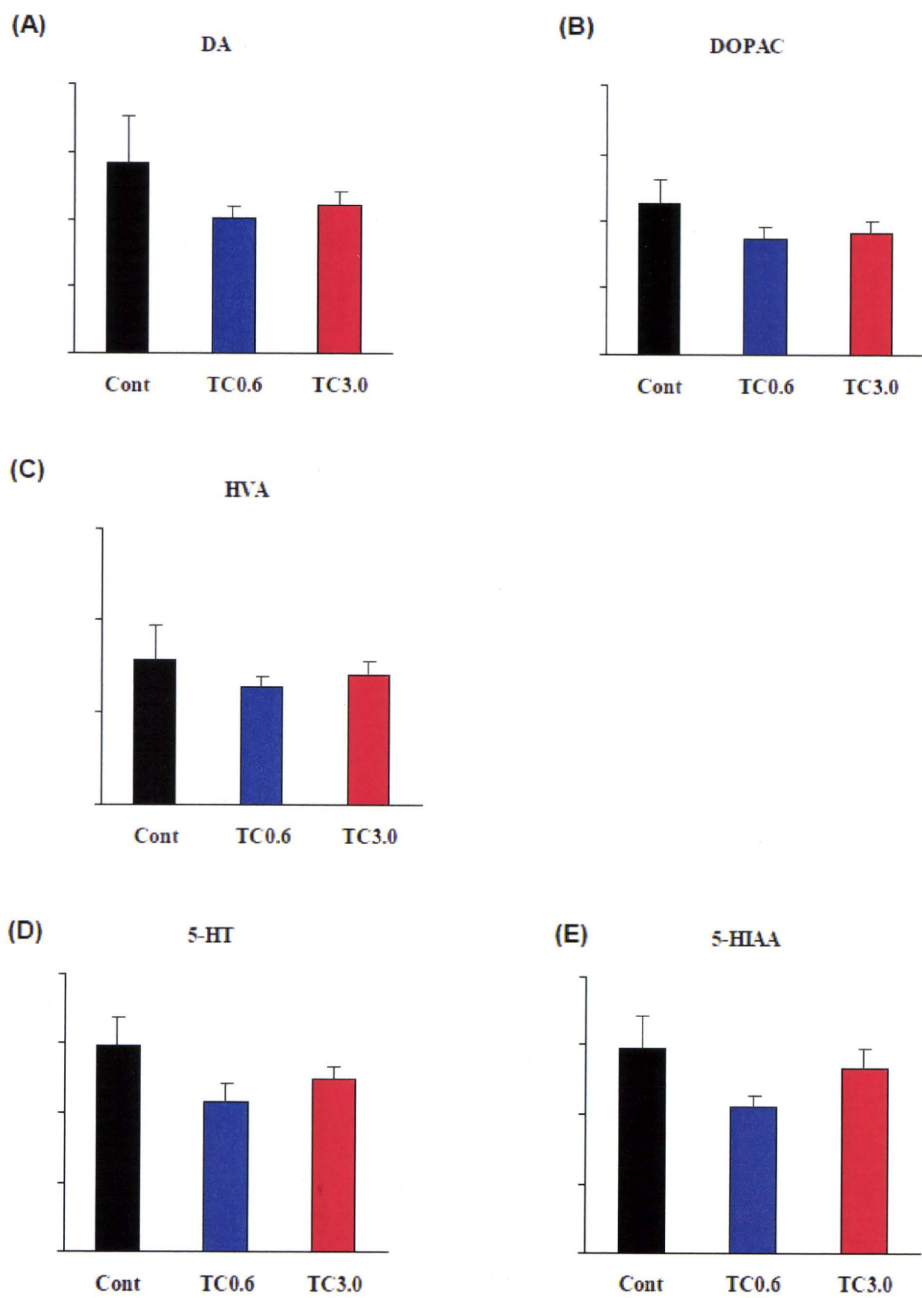 (A)
DA
Cont TC0.6 TC3.0
(B)
DOPAC
Cont TC0.6 TC3.0
(C)
HVA
Cont TC0.6 TC3.0
(D)
5-HT
Cont TC0.6 TC3.0
(E)
5-HIAA
Cont TC0.6 TC3.0